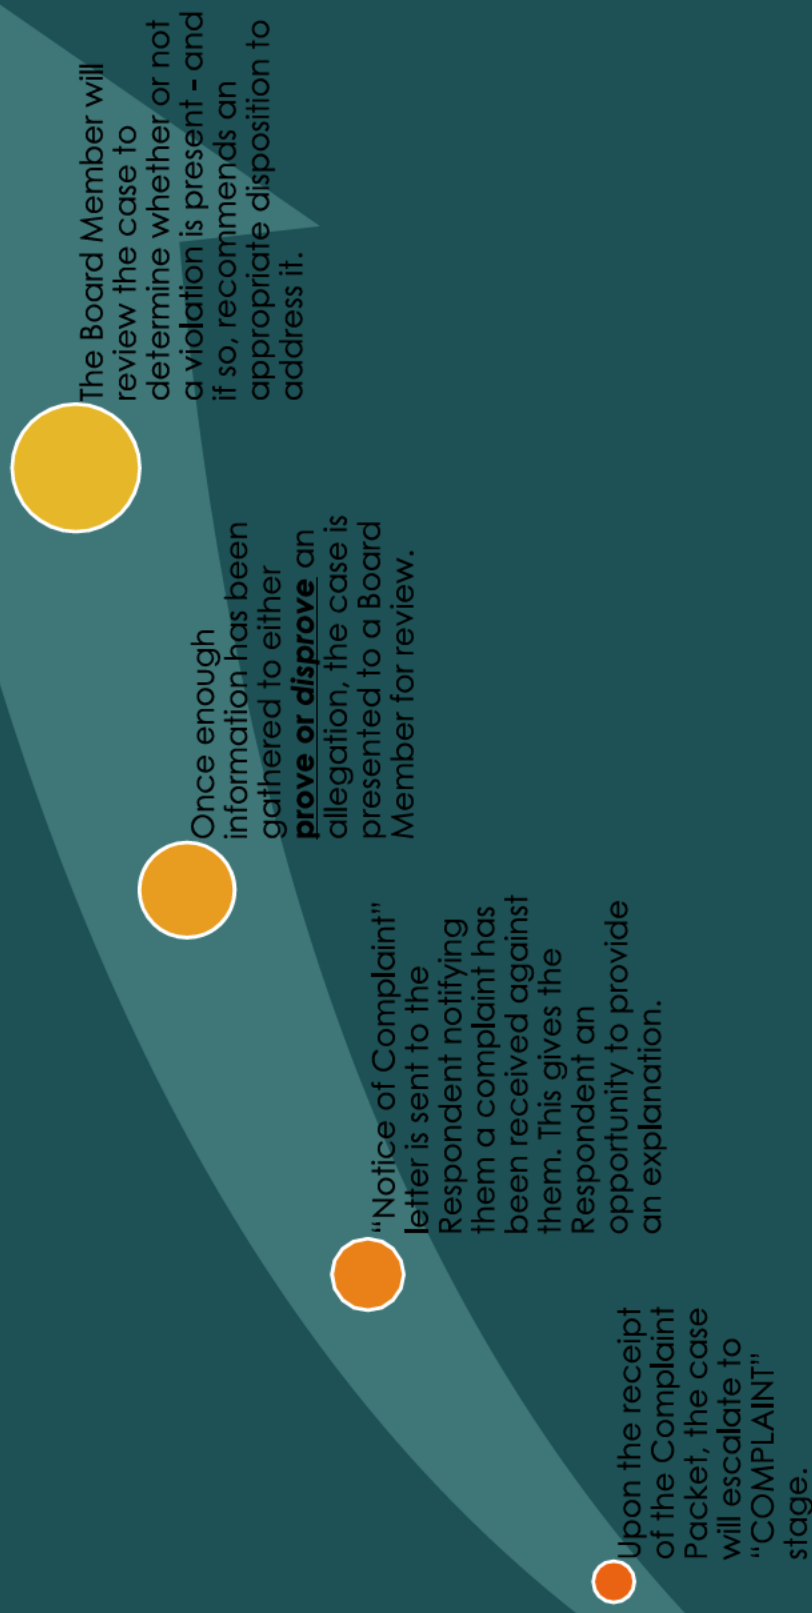 Upon the receipt
of the Complaint
Packet, the case
will escalate to
“COMPLAINT”
stage.
“Notice of Complaint”
letter is sent to the
Respondent notifying
them a complaint has
been received against
them. This gives the
Respondent an
opportunity to provide
an explanation.
Once enough
information has been
gathered to either
prove or disprove an
allegation, the case is
presented to a Board
Member for review.
The Board Member will
review the case to
determine whether or not
a violation is present - and
if so, recommends an
appropriate disposition to
address it.